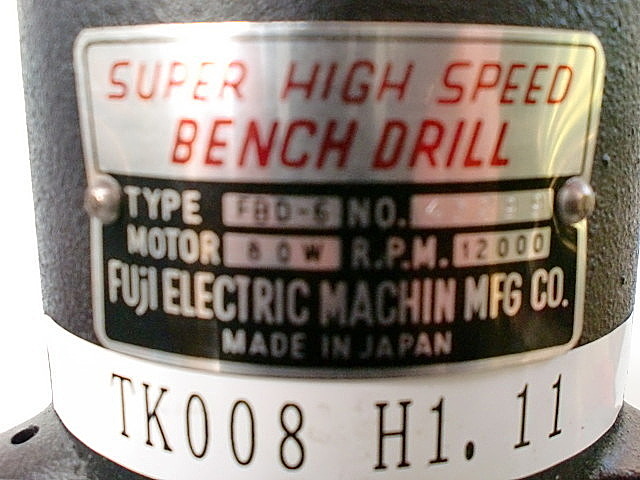 SUPER HIGH SPEED
BENCH DRILL
TYPE FBD-6 NO.
MOTOR 80W R.P.M. 12000
FUjI ELECTRIC MACHIN MFG CO.
MADE IN JAPAN
TK008 H1.11